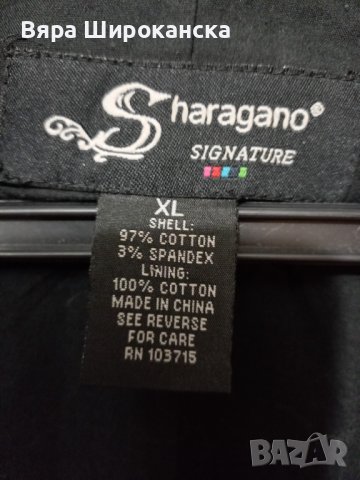 Вяра Широканска
Sharagano®
SIGNATURE
XL
SHELL:
97% COTTON
3% SPANDEX
LINING:
100% COTTON
MADE IN CHINA
SEE REVERSE
FOR CARE
RN 103715
BAZAR